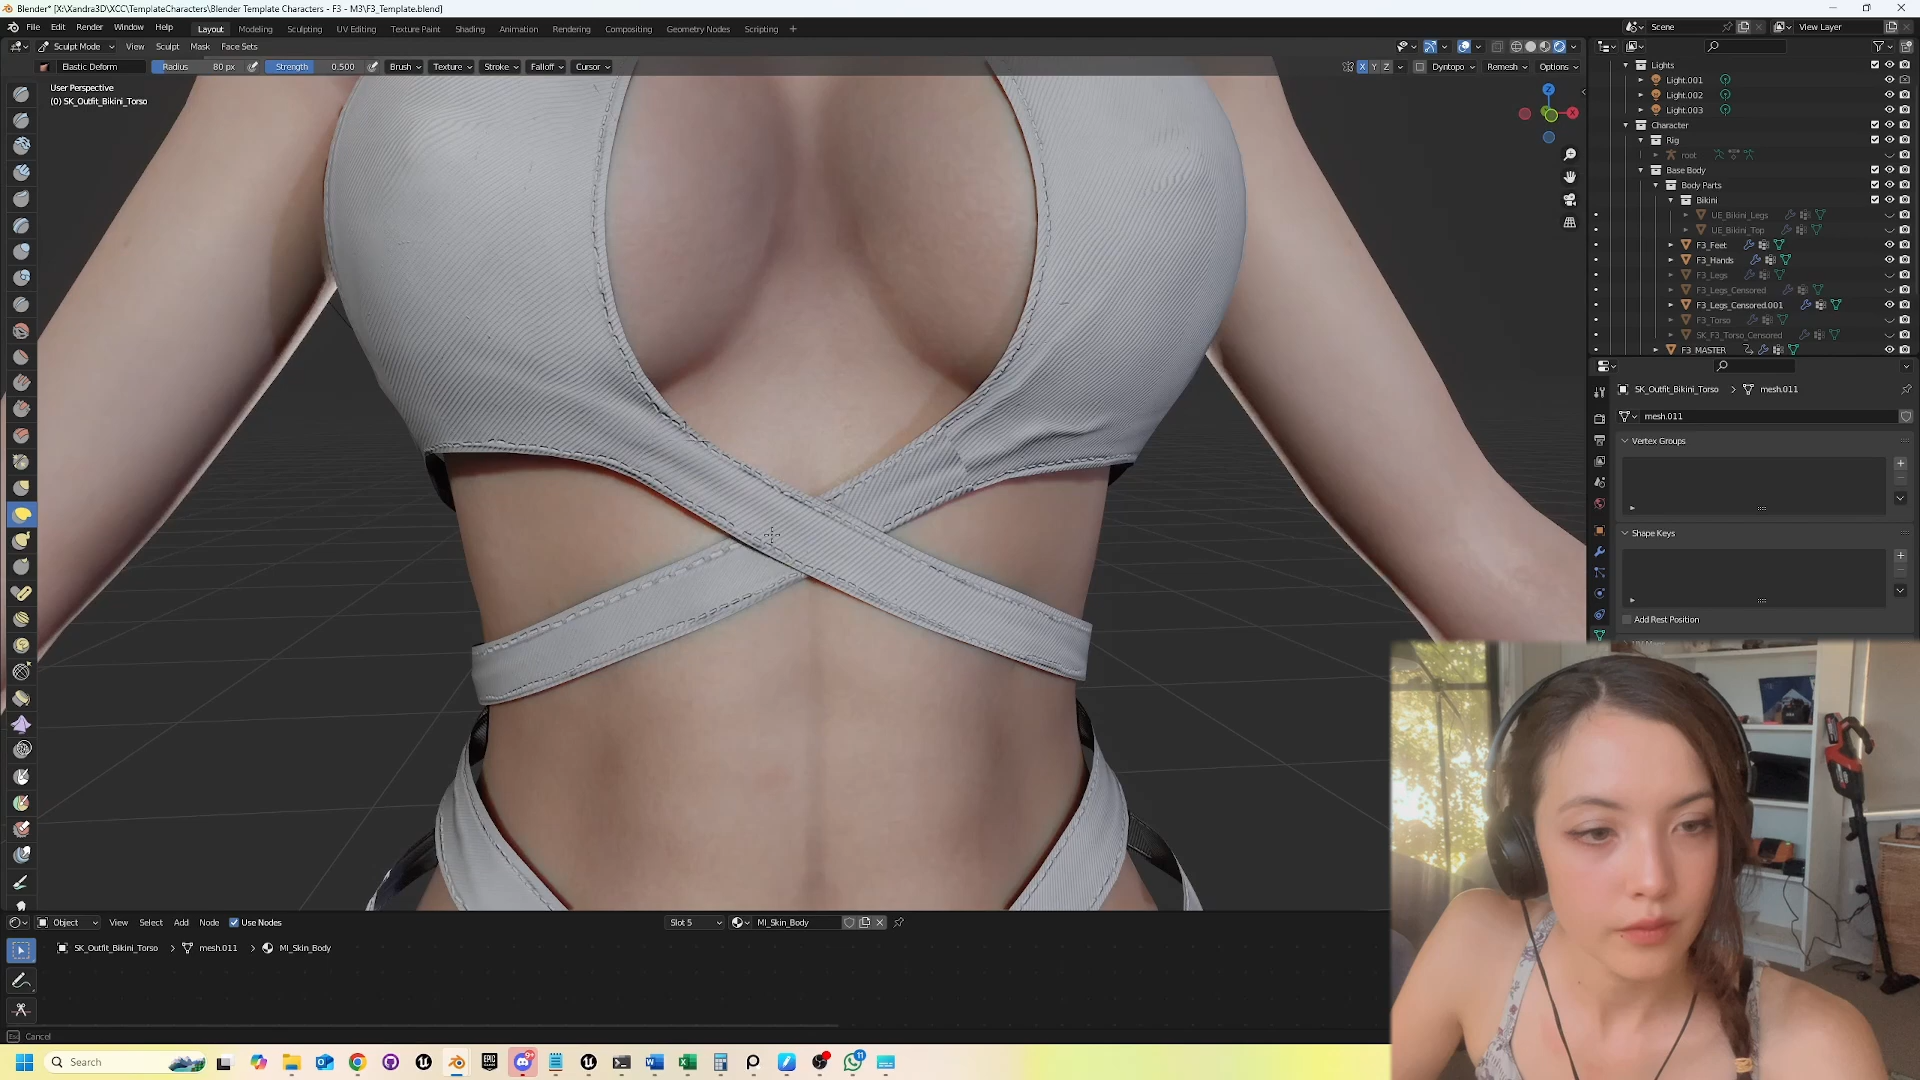 Blender* [X:\Xandra3D\XCC\TemplateCharacters\Blender Template Characters - F3 - M3\F3_Template.blend]
File Edit Render Window Help Layout Modeling Sculpting UV Editing Texture Paint Shading Animation Rendering Compositing Geometry Nodes Scripting + Scene View Layer
Sculpt Mode View Sculpt Mask Face Sets
Elastic Deform Radius 80 px Strength 0.500 Brush Texture Stroke Falloff Cursor X Y Z Dyntopo Remesh Options
User Perspective
(0) SK_Outfit_Bikini_Torso
Z
X
Lights
Light.001
Light.002
Light.003
Character
Rig
root
Base Body
Body Parts
Bikini
UE_Bikini_Legs
UE_Bikini_Top
F3_Feet
F3_Hands
F3_Legs
F3_Legs_Censored
F3_Legs_Censored.001
F3_Torso
SK_F3_Torso_Censored
F3_MASTER
SK_Outfit_Bikini_Torso > mesh.011
mesh.011
Vertex Groups
Shape Keys
Add Rest Position
Object View Select Add Node Use Nodes Slot 5 MI_Skin_Body
SK_Outfit_Bikini_Torso > mesh.011 > MI_Skin_Body
Esc Cancel
Search
EPIC
9+
11